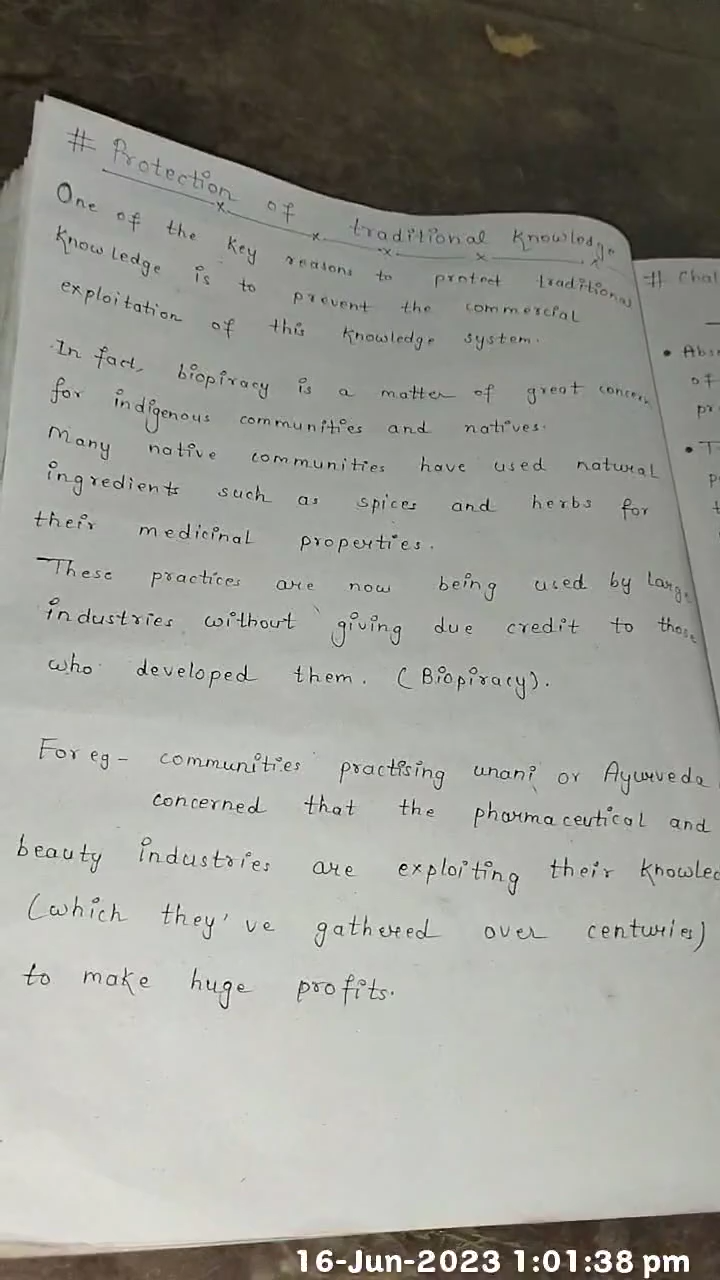 # Protection of traditional Knowledge
One of the key reasons to protect traditional
Knowledge is to prevent the commercial
exploitation of this Knowledge system.
In fact, biopiracy is a matter of great concern
for indigenous communities and natives.
Many native communities have used natural
ingredients such as spices and herbs for
their medicinal properties.
These practices are now being used by large
industries without giving due credit to those
who developed them. (Biopiracy).
For eg - communities practising unani or Ayurveda
concerned that the pharmaceutical and
beauty industries are exploiting their Knowled
(which they've gathered over centuries)
to make huge profits.
# Chal
• Abs
of
pr
• T
p
t
16-Jun-2023 1:01:38 pm